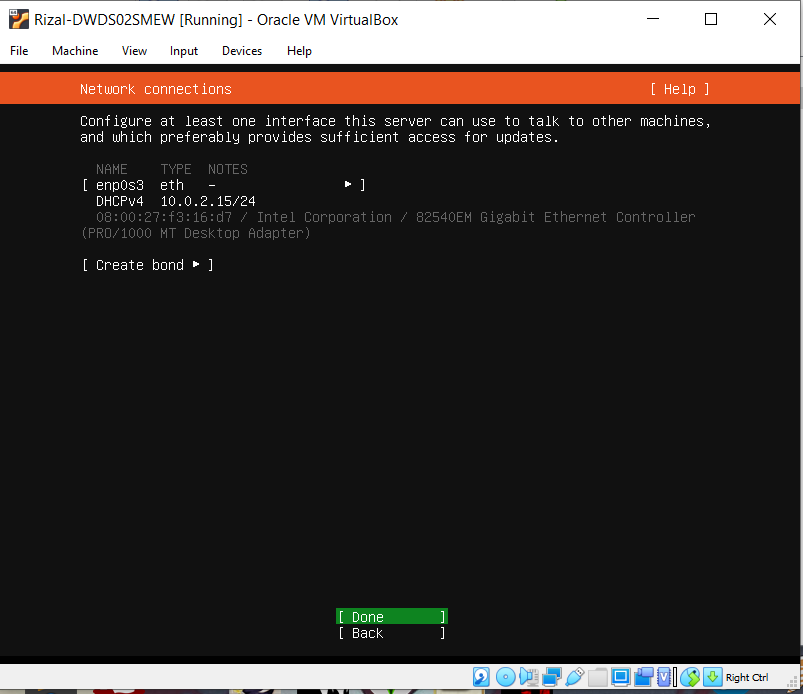 Rizal-DWDS02SMEW [Running] - Oracle VM VirtualBox
File Machine View Input Devices Help
Network connections [ Help ]
Configure at least one interface this server can use to talk to other machines,
and which preferably provides sufficient access for updates.
NAME TYPE NOTES
[ enp0s3 eth - ▸ ]
DHCPv4 10.0.2.15/24
08:00:27:f3:16:d7 / Intel Corporation / 82540EM Gigabit Ethernet Controller
(PRO/1000 MT Desktop Adapter)
[ Create bond ▸ ]
[ Done ]
[ Back ]
Right Ctrl